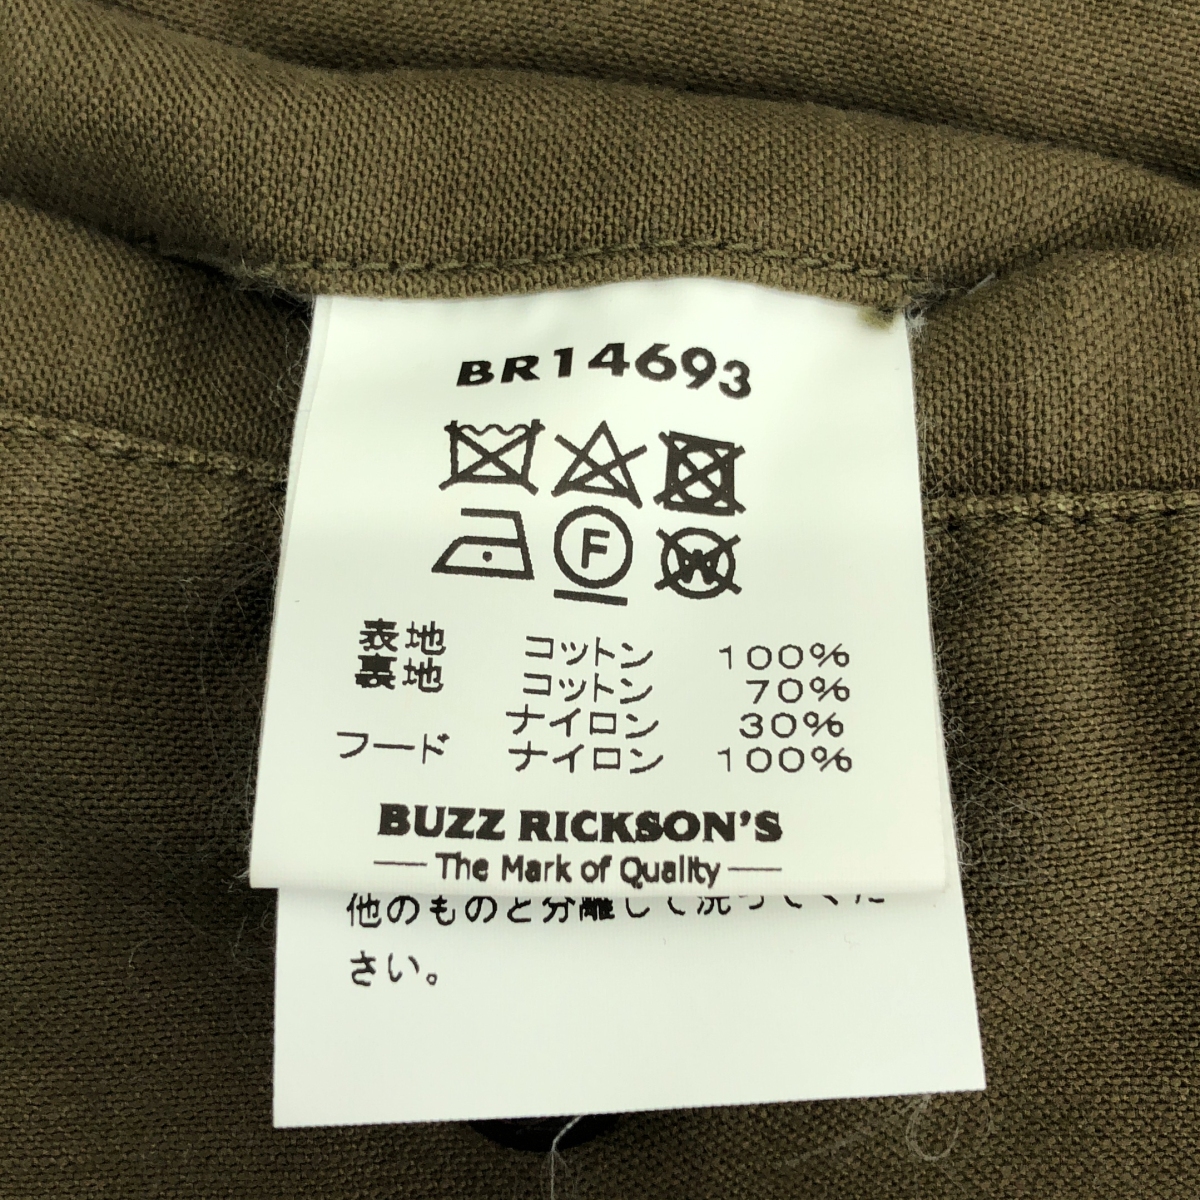 BR14693
F
W
表地 コットン 100%
裏地 コットン 70%
ナイロン 30%
フード ナイロン 100%
BUZZ RICKSON'S
The Mark of Quality
他のものと分離して洗ってくだ
さい。